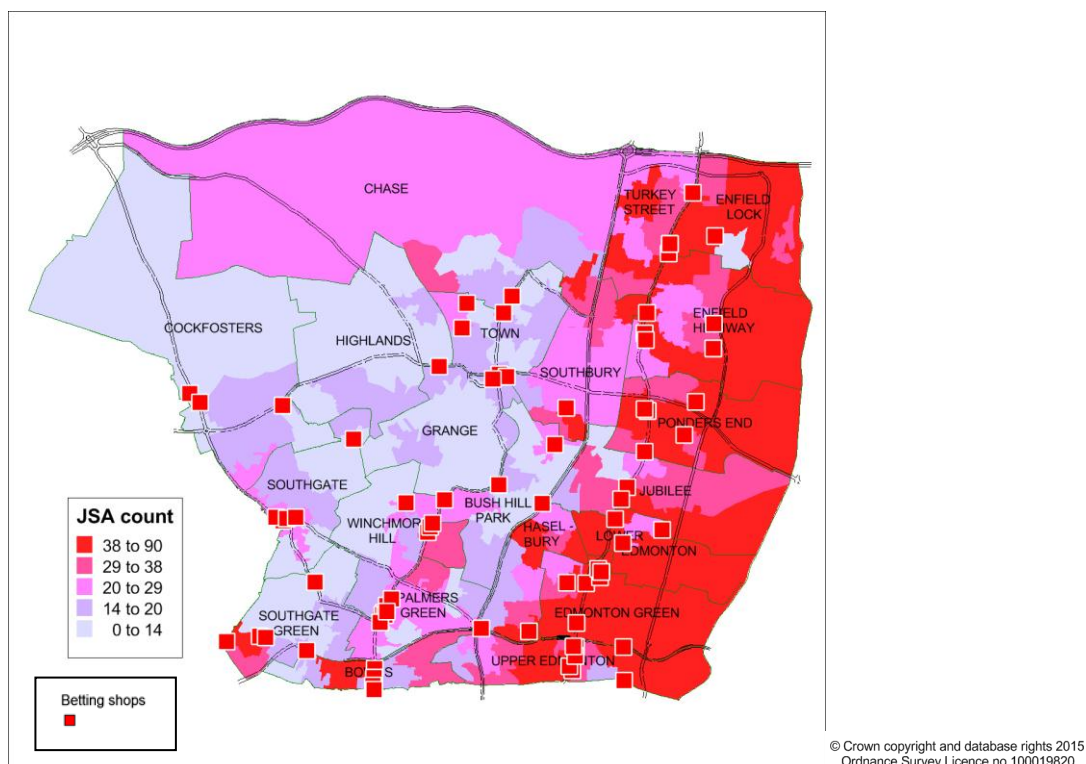 CHASE
TURKEY
STREET
ENFIELD
LOCK
COCKFOSTERS
HIGHLANDS
TOWN
ENFIELD
HIGHWAY
SOUTHBURY
GRANGE
PONDERS END
SOUTHGATE
BUSH HILL
PARK
JUBILEE
WINCHMORE
HILL
HASEL -
BURY
LOWER
EDMONTON
PALMERS
GREEN
SOUTHGATE
GREEN
EDMONTON GREEN
UPPER EDMONTON
BOWES
JSA count
38 to 90
29 to 38
20 to 29
14 to 20
0 to 14
Betting shops
© Crown copyright and database rights 2015
Ordnance Survey Licence no 100019820